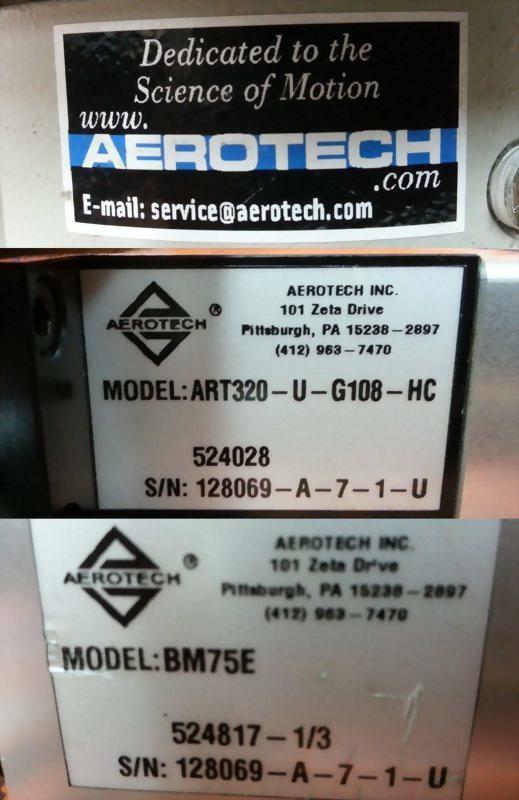 Dedicated to the
Science of Motion
www.
AEROTECH
.com
E-mail: service@aerotech.com
AEROTECH ®
AEROTECH INC.
101 Zeta Drive
Pittsburgh, PA 15238-2897
(412) 963-7470
MODEL: ART320-U-G108-HC
524028
S/N: 128069-A-7-1-U
AEROTECH ®
AEROTECH INC.
101 Zeta Drive
Pittsburgh, PA 15238-2897
(412) 963-7470
MODEL: BM75E
524817-1/3
S/N: 128069-A-7-1-U